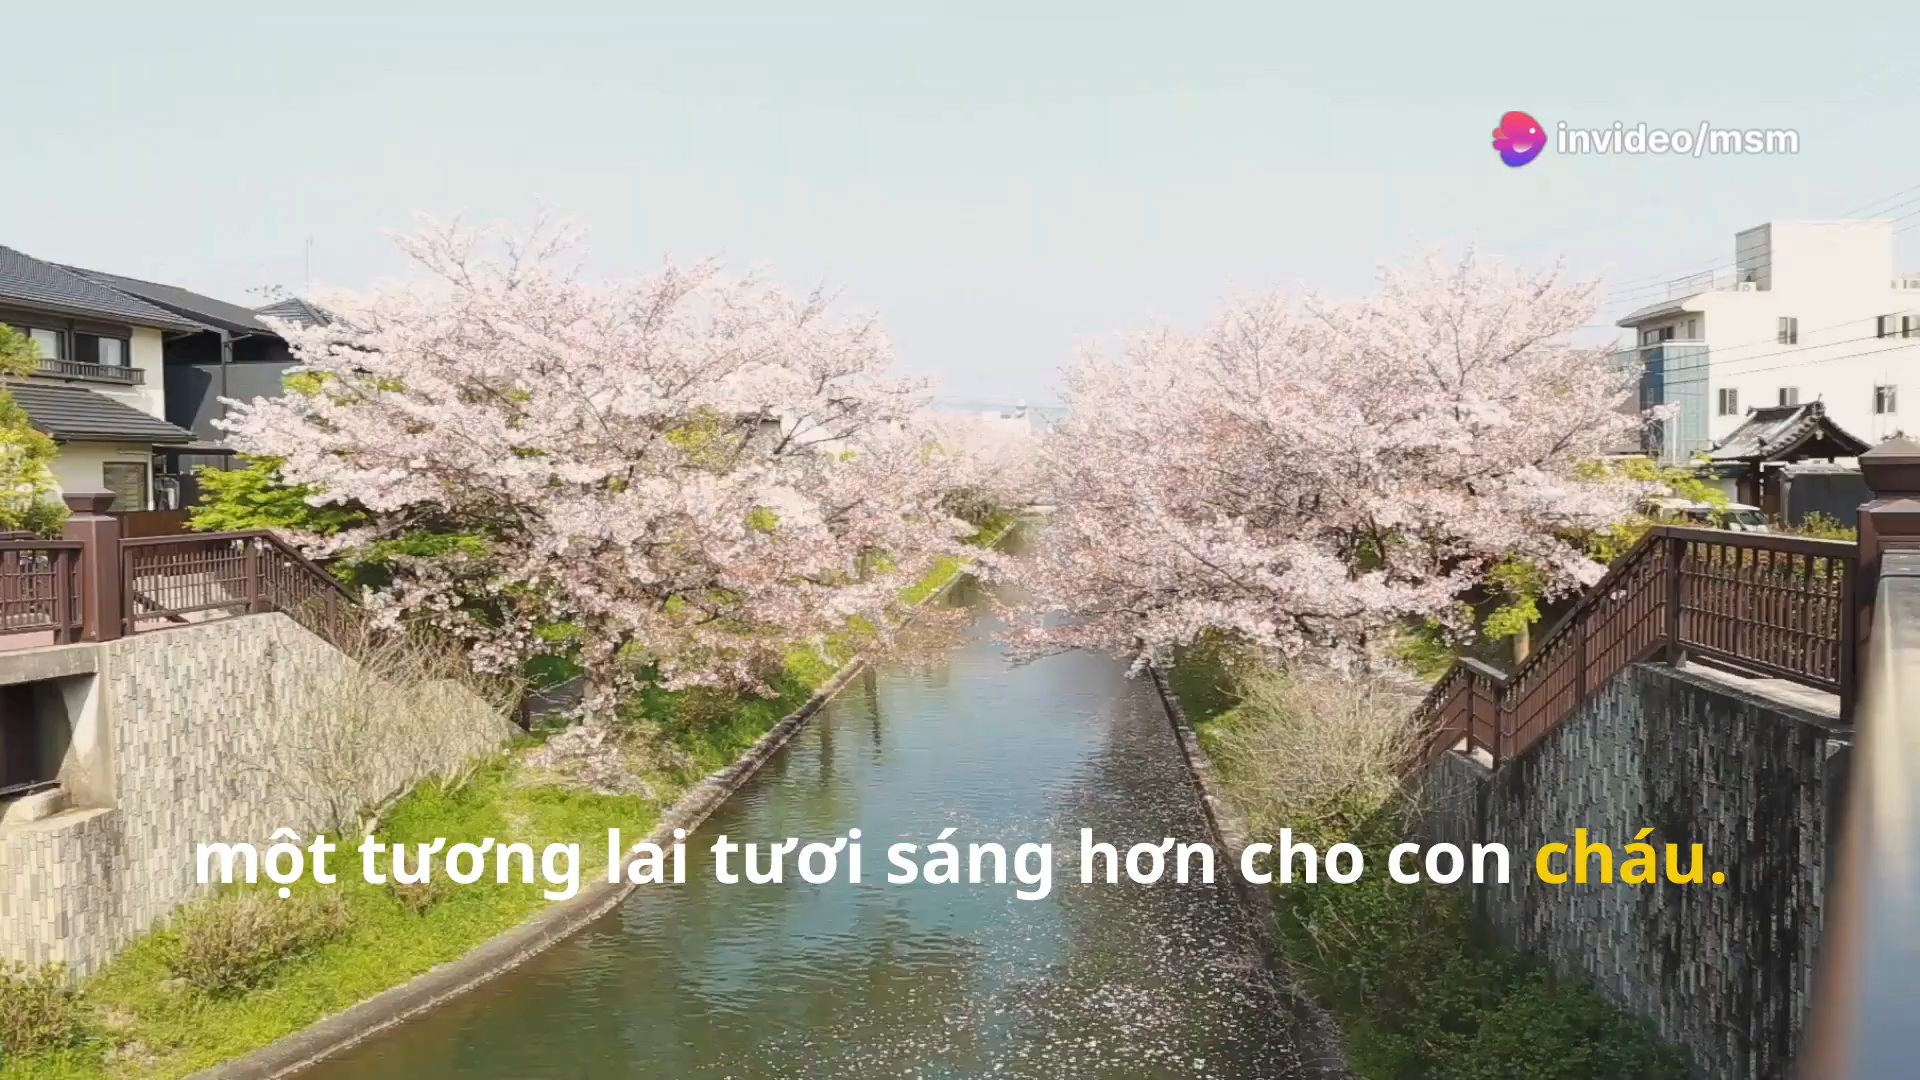 invideo/msm
một tương lai tươi sáng hơn cho con cháu.